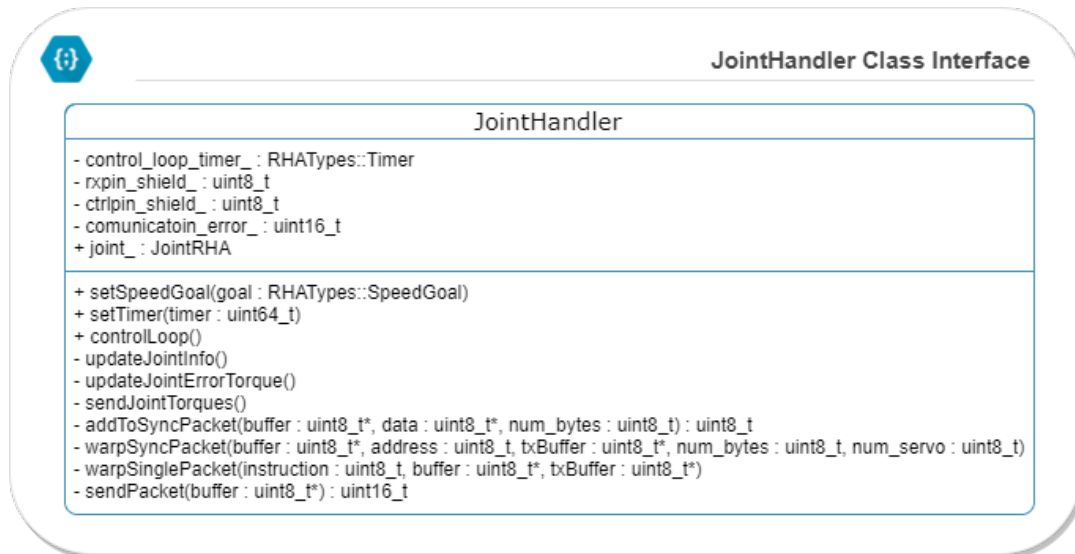 {;}
JointHandler Class Interface
JointHandler
- control_loop_timer_ : RHATypes::Timer
- rxpin_shield_ : uint8_t
- ctrlpin_shield_ : uint8_t
- comunicatoin_error_ : uint16_t
+ joint_ : JointRHA
+ setSpeedGoal(goal : RHATypes::SpeedGoal)
+ setTimer(timer : uint64_t)
+ controlLoop()
- updateJointInfo()
- updateJointErrorTorque()
- sendJointTorques()
- addToSyncPacket(buffer : uint8_t*, data : uint8_t*, num_bytes : uint8_t) : uint8_t
- warpSyncPacket(buffer : uint8_t*, address : uint8_t, txBuffer : uint8_t*, num_bytes : uint8_t, num_servo : uint8_t)
- warpSinglePacket(instruction : uint8_t, buffer : uint8_t*, txBuffer : uint8_t*)
- sendPacket(buffer : uint8_t*) : uint16_t